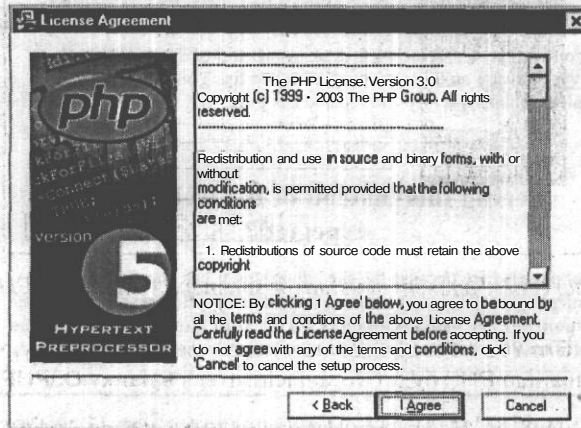 License Agreement
php
version
5
HYPERTEXT
PREPROCESSOR
The PHP License. Version 3.0
Copyright (c) 1999 · 2003 The PHP Group. All rights
reserved.
Redistribution and use in source and binary forms, with or
without
modification, is permitted provided that the following
conditions
are met:
1. Redistributions of source code must retain the above
copyright
NOTICE: By clicking 1 Agree' below, you agree to be bound by
all the terms and conditions of the above License Agreement.
Carefully read the License Agreement before accepting. If you
do not agree with any of the terms and conditions, click
'Cancel' to cancel the setup process.
< Back
I Agree
Cancel